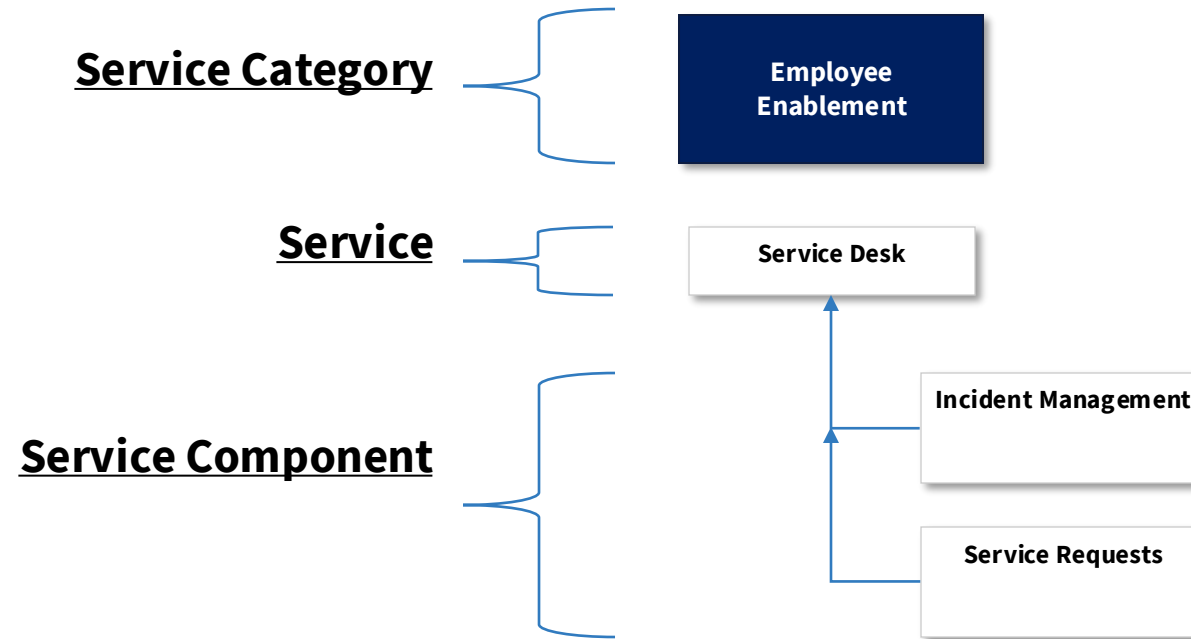 Service Category
Employee
Enablement
Service
Service Desk
Service Component
Incident Management
Service Requests